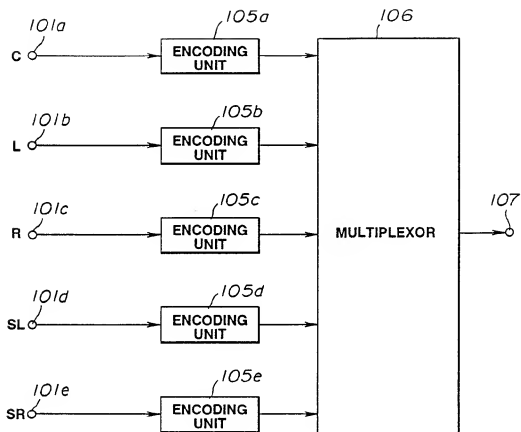 101a
105a
106
C
ENCODING
UNIT
101b
105b
L
ENCODING
UNIT
101c
105c
R
ENCODING
UNIT
MULTIPLEXOR
107
101d
105d
SL
ENCODING
UNIT
101e
105e
SR
ENCODING
UNIT